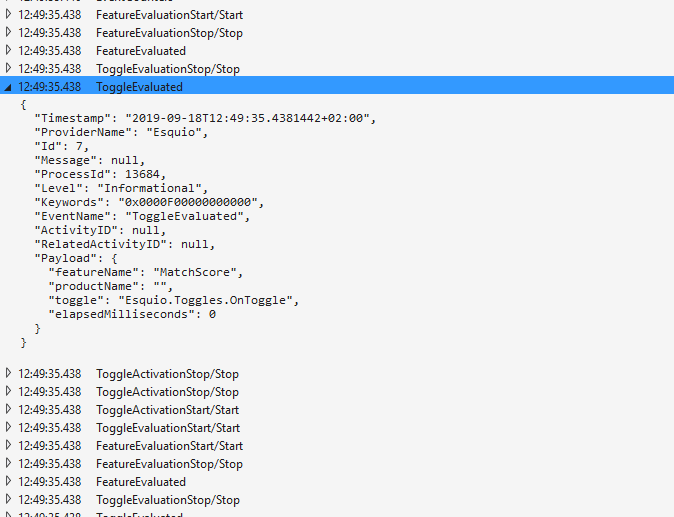 12:49:35.438 FeatureEvaluationStart/Start
12:49:35.438 FeatureEvaluationStop/Stop
12:49:35.438 FeatureEvaluated
12:49:35.438 ToggleEvaluationStop/Stop
12:49:35.438 ToggleEvaluated
{
"Timestamp": "2019-09-18T12:49:35.4381442+02:00",
"ProviderName": "Esquio",
"Id": 7,
"Message": null,
"ProcessId": 13684,
"Level": "Informational",
"Keywords": "0x0000F00000000000",
"EventName": "ToggleEvaluated",
"ActivityID": null,
"RelatedActivityID": null,
"Payload": {
"featureName": "MatchScore",
"productName": "",
"toggle": "Esquio.Toggles.OnToggle",
"elapsedMilliseconds": 0
}
}
12:49:35.438 ToggleActivationStop/Stop
12:49:35.438 ToggleActivationStop/Stop
12:49:35.438 ToggleActivationStart/Start
12:49:35.438 ToggleEvaluationStart/Start
12:49:35.438 FeatureEvaluationStart/Start
12:49:35.438 FeatureEvaluationStop/Stop
12:49:35.438 FeatureEvaluated
12:49:35.438 ToggleEvaluationStop/Stop
12:49:35.438 ToggleEvaluated